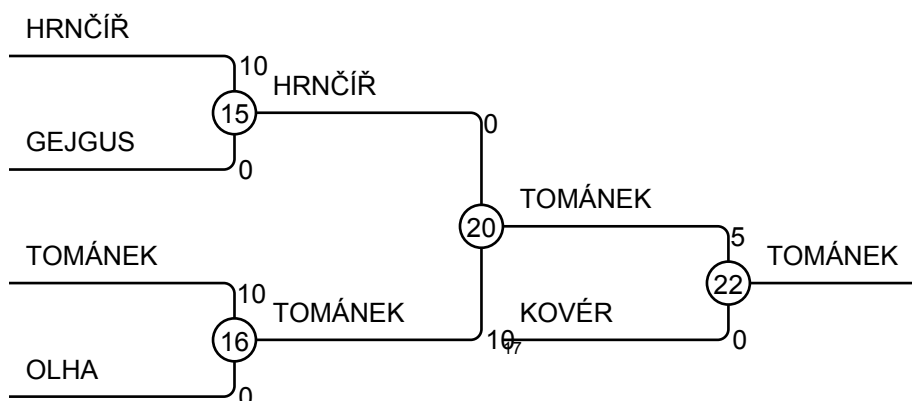 HRNČÍŘ
10
HRNČÍŘ
15
0
GEJGUS
0
TOMÁNEK
20
5
TOMÁNEK
TOMÁNEK
10
22
TOMÁNEK
KOVÉR
16
10
17
0
OLHA
0